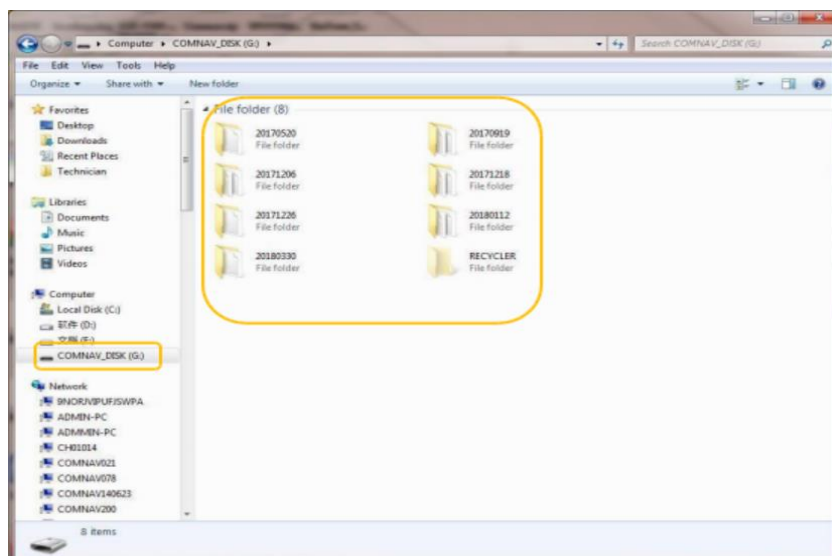 Computer ▸ COMNAV_DISK (G:) ▸
Search COMNAV_DISK (G:)
File Edit View Tools Help
Organize Share with New folder
Favorites
Desktop
Downloads
Recent Places
Technician
Libraries
Documents
Music
Pictures
Videos
Computer
Local Disk (C:)
软件 (D:)
文档 (E:)
COMNAV_DISK (G:)
Network
ADMIN-PC
ADMMIN-PC
CH01014
COMNAV021
COMNAV078
COMNAV140623
COMNAV200
File folder (8)
20170520
File folder
20170919
File folder
20171206
File folder
20171218
File folder
20171226
File folder
20180112
File folder
20180330
File folder
RECYCLER
File folder
8 items